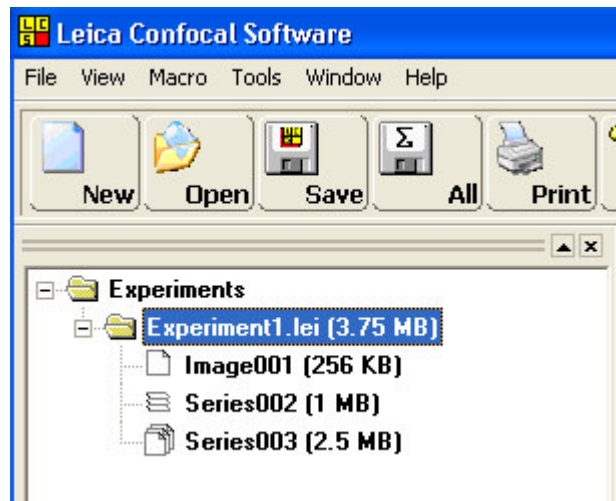 LCS Leica Confocal Software
File View Macro Tools Window Help
New Open Save Σ All Print
Experiments
Experiment1.lei (3.75 MB)
Image001 (256 KB)
Series002 (1 MB)
Series003 (2.5 MB)